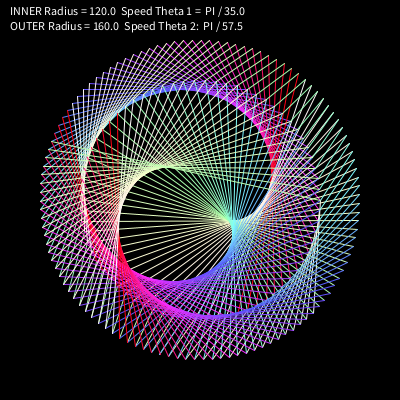 INNER Radius = 120.0 Speed Theta 1 = PI / 35.0
OUTER Radius = 160.0 Speed Theta 2: PI / 57.5